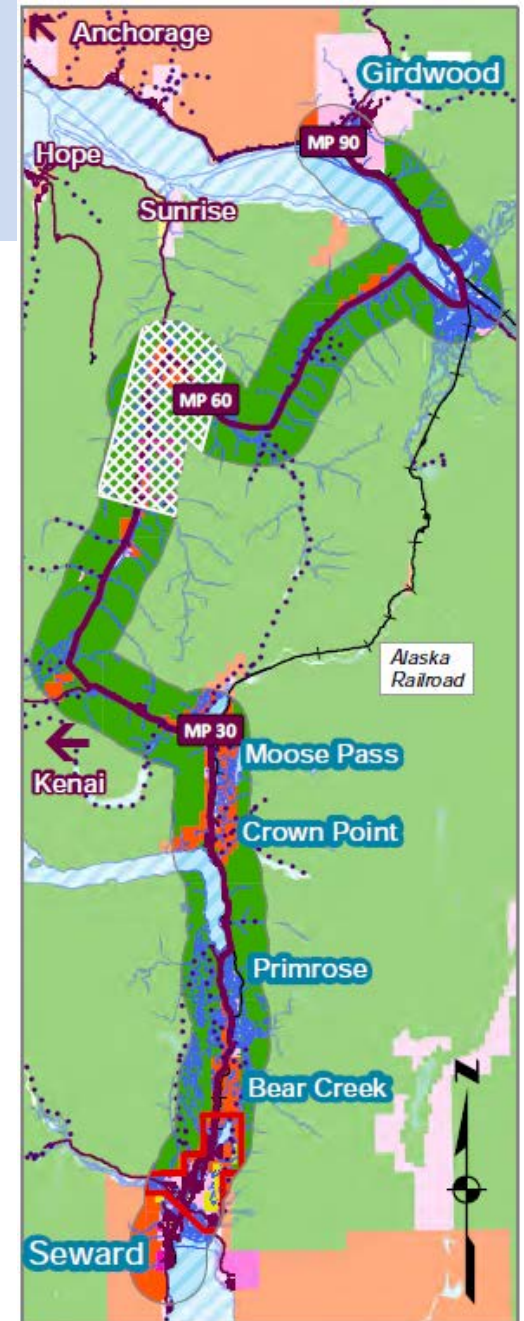 Anchorage
Girdwood
MP 90
Hope
Sunrise
MP 60
Alaska
Railroad
MP 30
Moose Pass
Kenai
Crown Point
Primrose
Bear Creek
N
Seward